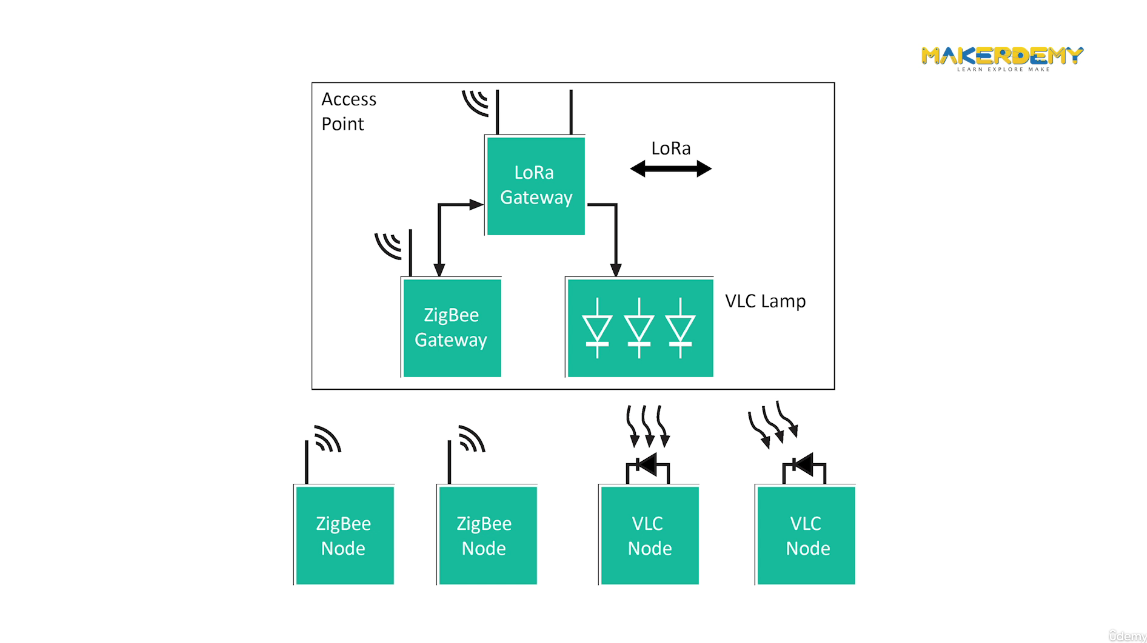 MAKERDEMY
LEARN EXPLORE MAKE
Access
Point
LoRa
Gateway
LoRa
ZigBee
Gateway
VLC Lamp
ZigBee
Node
ZigBee
Node
VLC
Node
VLC
Node
ûdemy